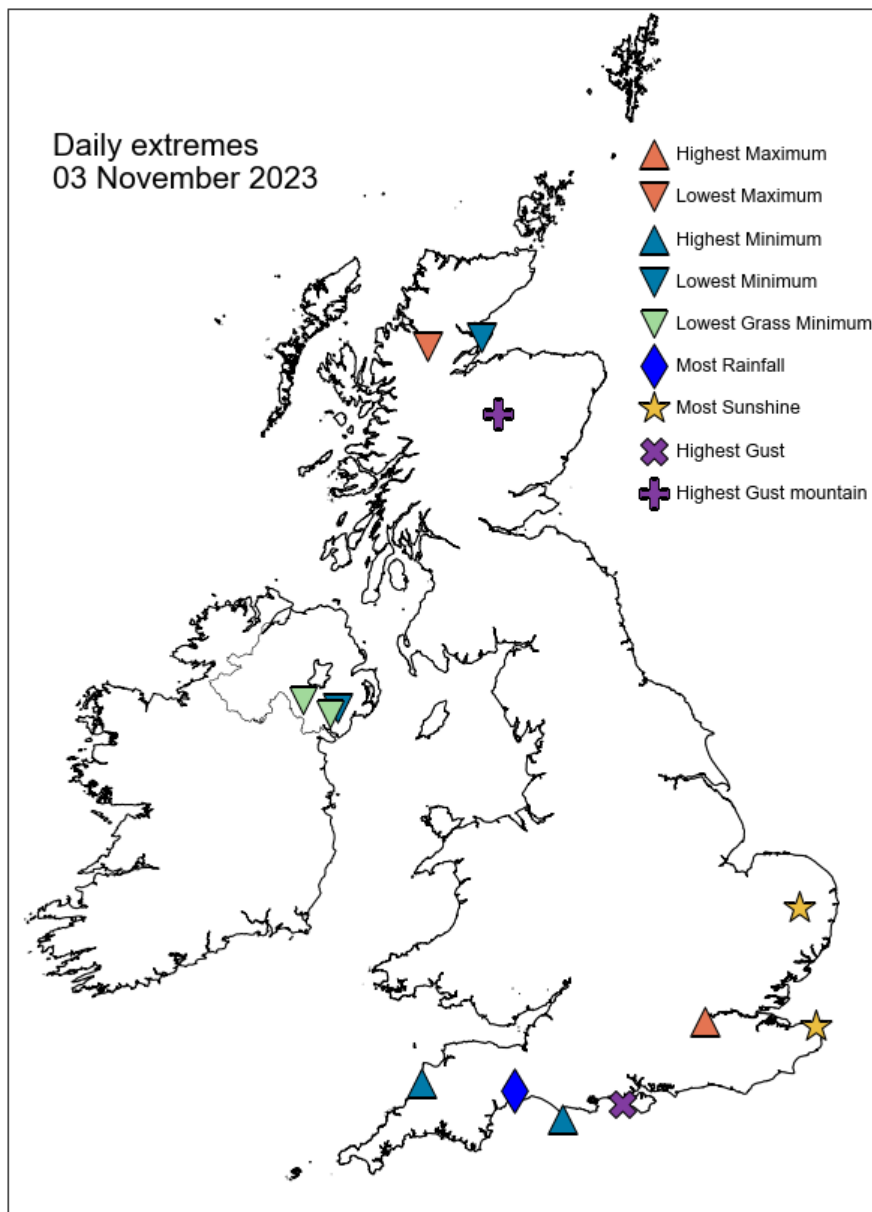 Daily extremes
03 November 2023
Highest Maximum
Lowest Maximum
Highest Minimum
Lowest Minimum
Lowest Grass Minimum
Most Rainfall
Most Sunshine
Highest Gust
Highest Gust mountain